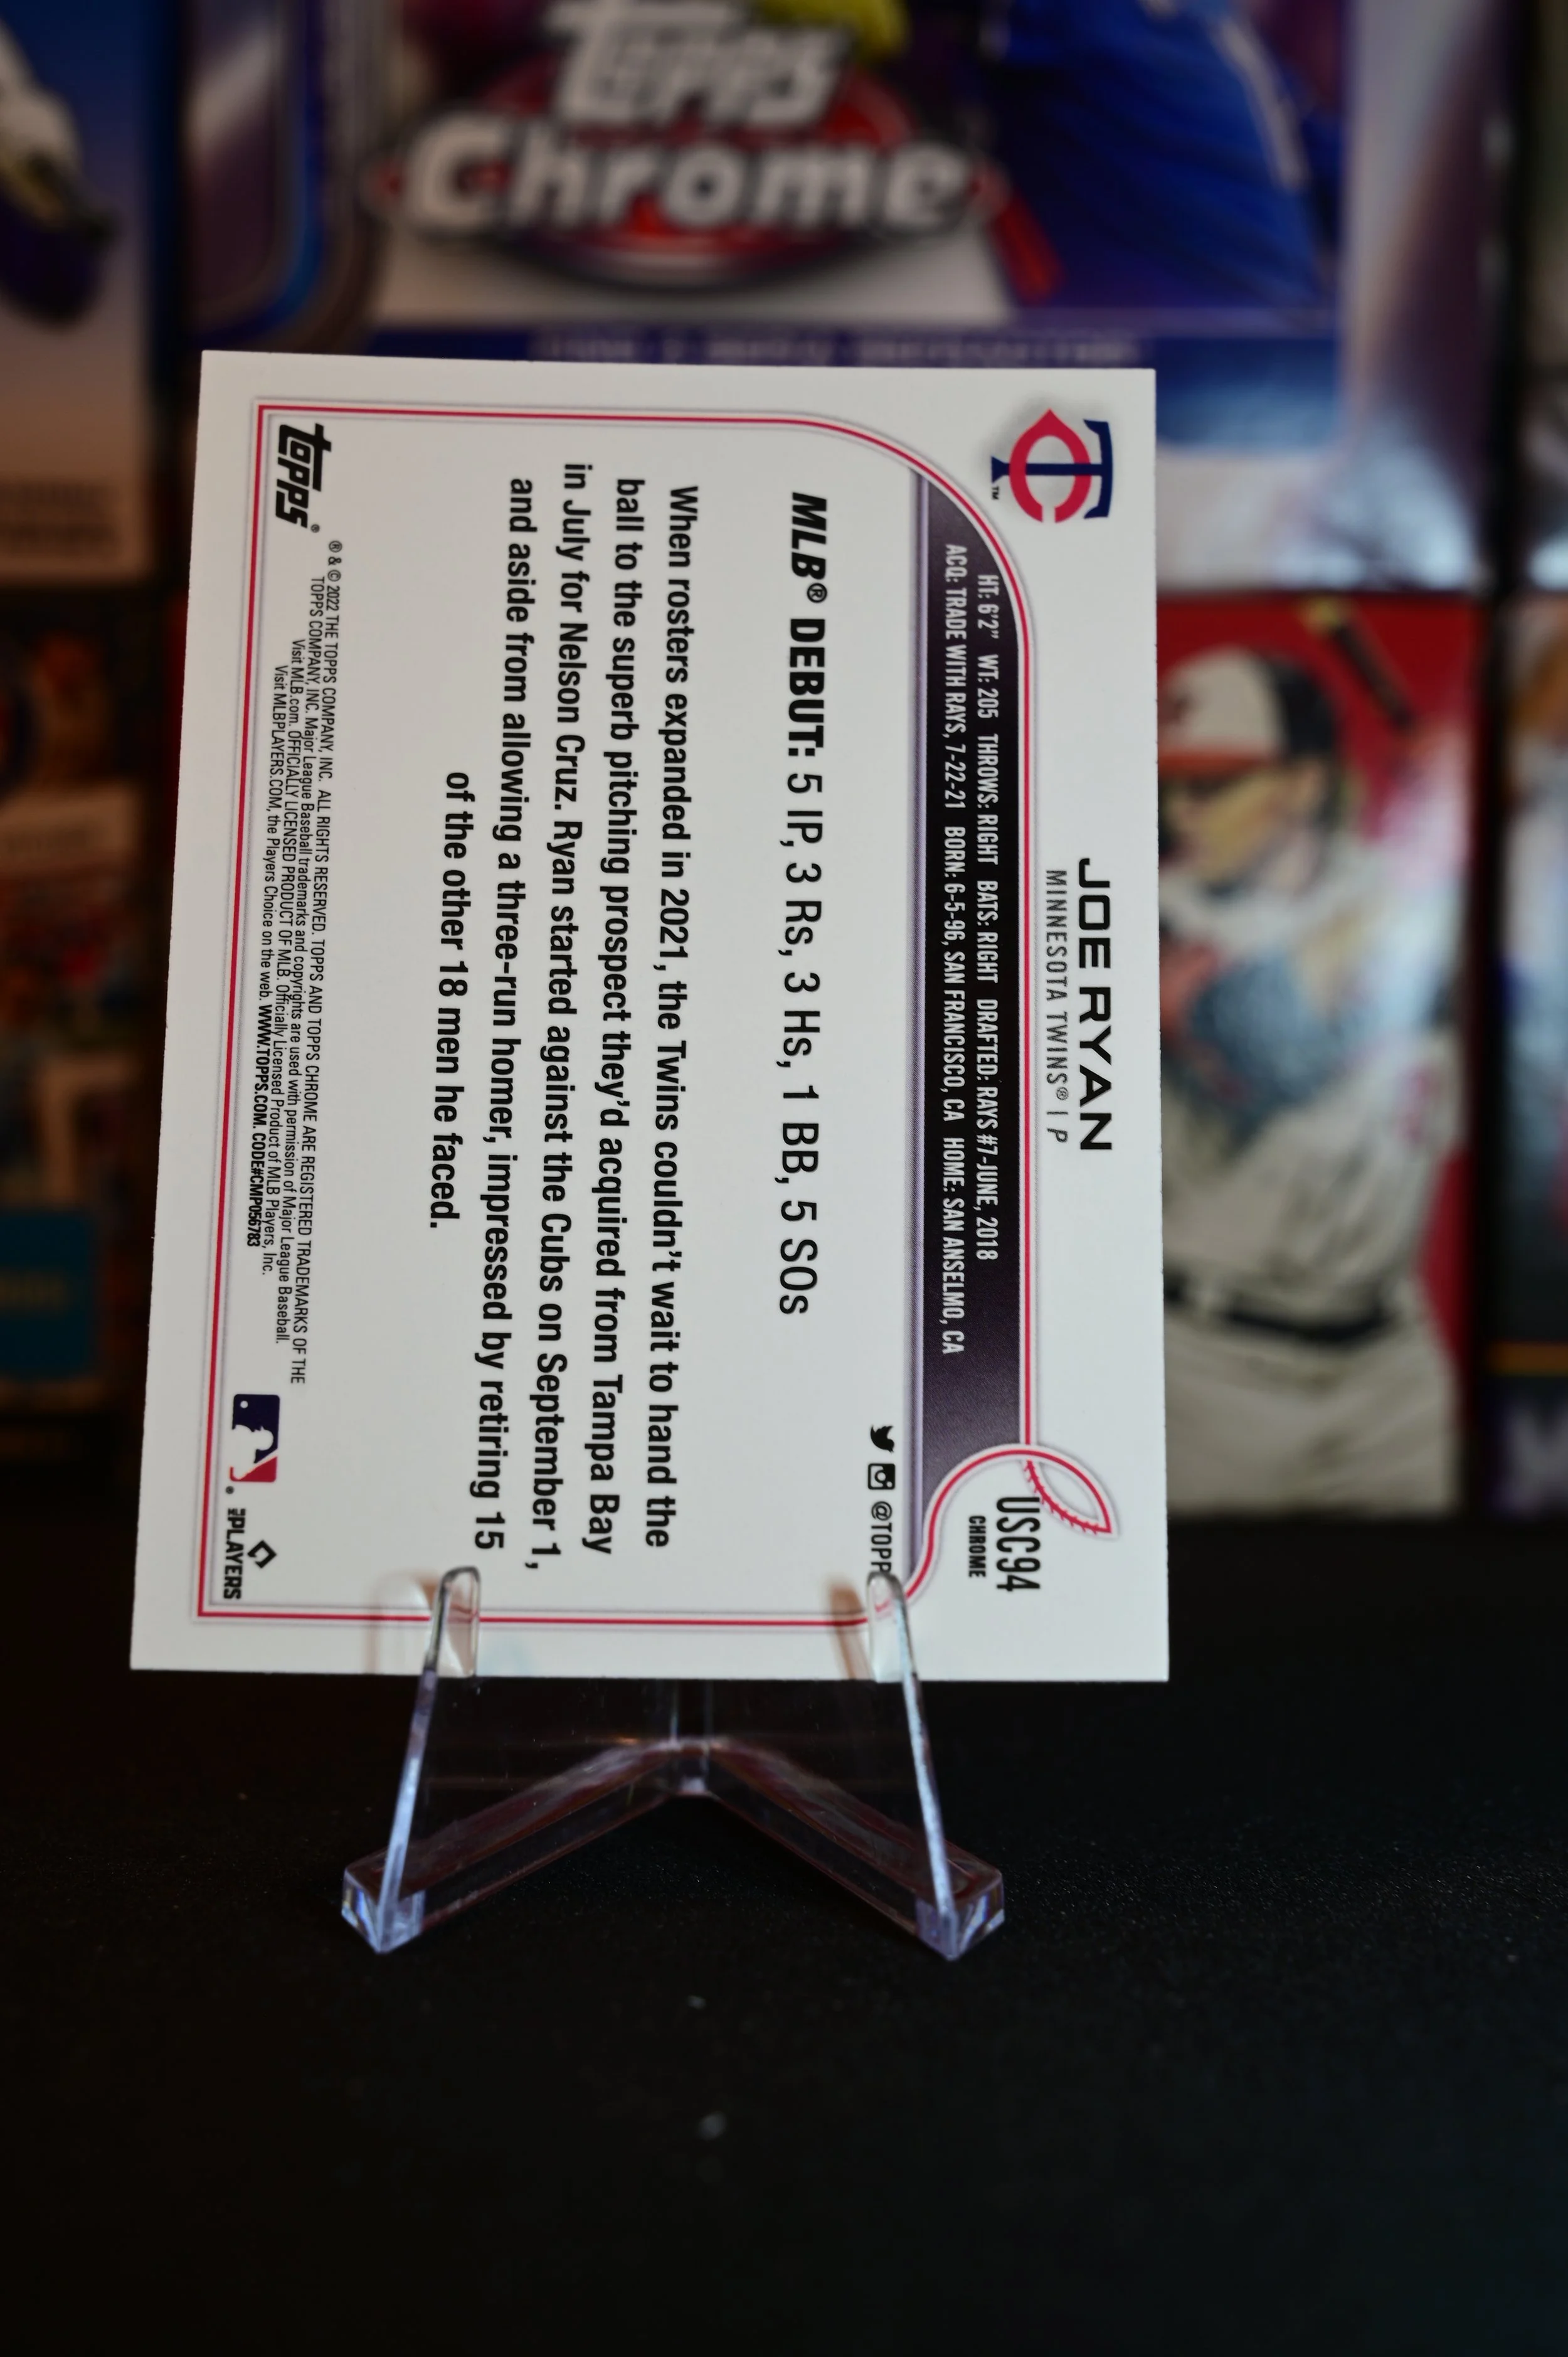 Topps
Chrome
JOE RYAN
MINNESOTA TWINS® | P
TC™
USC94
CHROME
HT: 6'2" WT: 205 THROWS: RIGHT BATS: RIGHT DRAFTED: RAYS #7-JUNE, 2018
ACQ: TRADE WITH RAYS, 7-22-21 BORN: 6-5-96, SAN FRANCISCO, CA HOME: SAN ANSELMO, CA
@TOPP
MLB® DEBUT: 5 IP, 3 Rs, 3 Hs, 1 BB, 5 SOs
When rosters expanded in 2021, the Twins couldn't wait to hand the
ball to the superb pitching prospect they'd acquired from Tampa Bay
in July for Nelson Cruz. Ryan started against the Cubs on September 1,
and aside from allowing a three-run homer, impressed by retiring 15
of the other 18 men he faced.
topps®
® & © 2022 THE TOPPS COMPANY, INC. ALL RIGHTS RESERVED. TOPPS AND TOPPS CHROME ARE REGISTERED TRADEMARKS OF THE
TOPPS COMPANY, INC. Major League Baseball trademarks and copyrights are used with permission of Major League Baseball.
Visit MLB.com. OFFICIALLY LICENSED PRODUCT OF MLB. Officially Licensed Product of MLB Players, Inc.
Visit MLBPLAYERS.COM, the Players Choice on the web. WWW.TOPPS.COM. CODE#CMP056783
PLAYERS